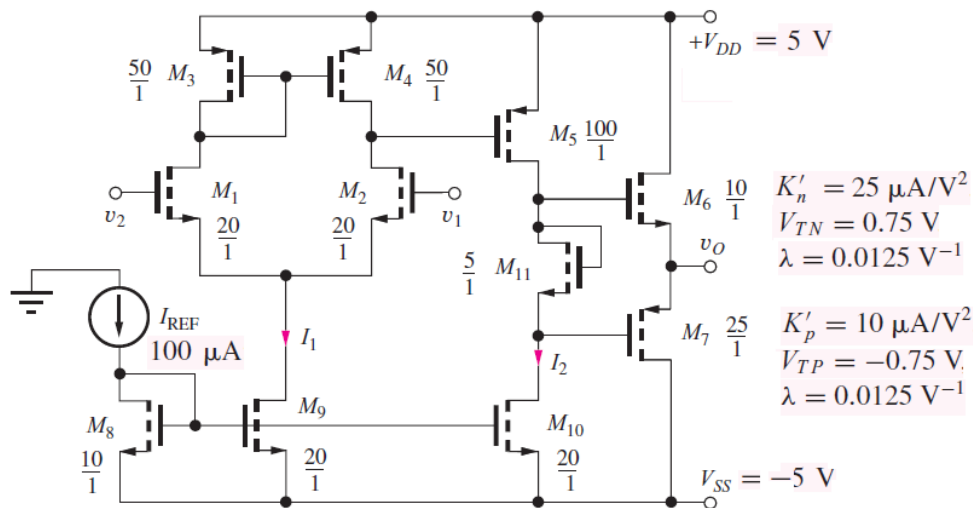 +V_DD = 5 V
50/1 M_3
M_4 50/1
M_5 100/1
M_1 20/1
M_2 20/1
v_2
v_1
M_6 10/1
K'_n = 25 μA/V²
V_TN = 0.75 V
λ = 0.0125 V⁻¹
v_O
5/1 M_11
I_REF
100 μA
I_1
I_2
M_7 25/1
K'_p = 10 μA/V²
V_TP = −0.75 V,
λ = 0.0125 V⁻¹
M_8 10/1
M_9 20/1
M_10 20/1
V_SS = −5 V